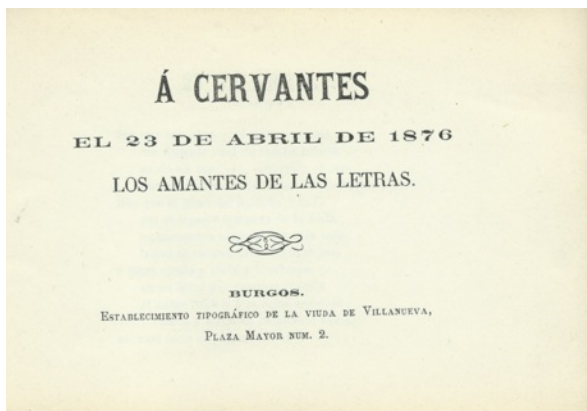 Á CERVANTES
EL 23 DE ABRIL DE 1876
LOS AMANTES DE LAS LETRAS.
BURGOS.
ESTABLECIMIENTO TIPOGRÁFICO DE LA VIUDA DE VILLANUEVA,
PLAZA MAYOR NUM. 2.